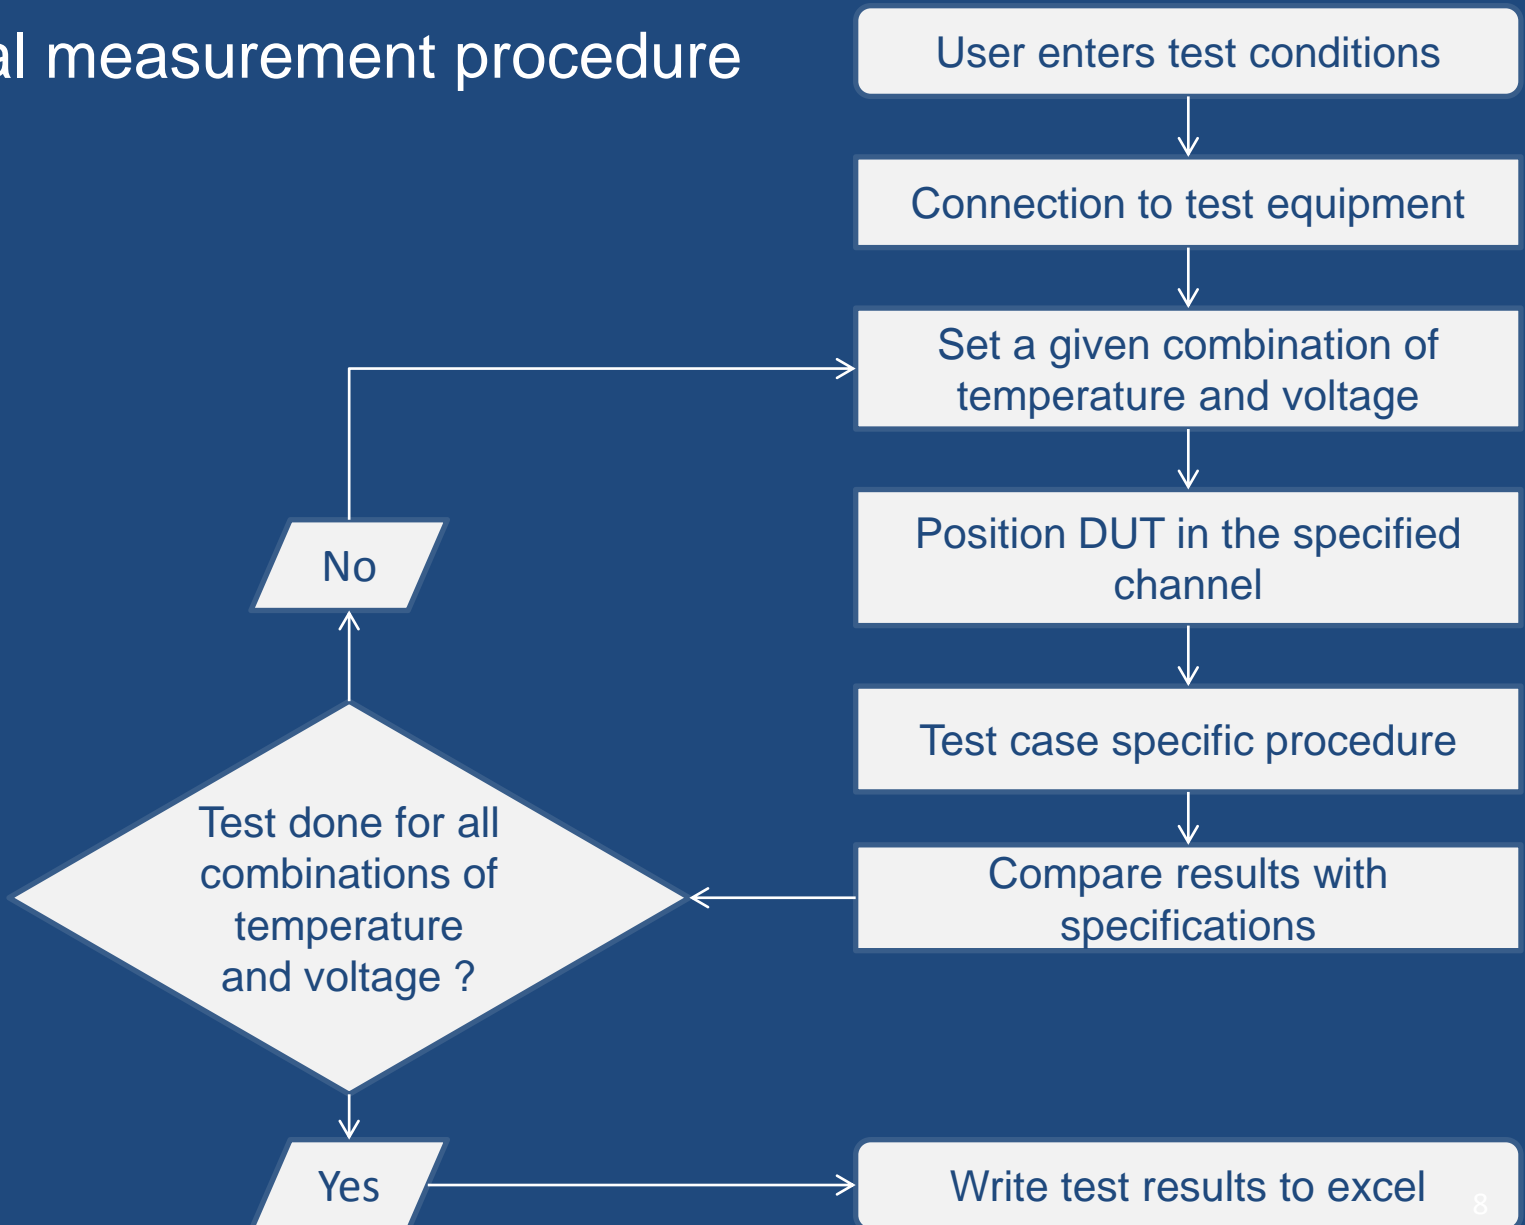 al measurement procedure
User enters test conditions
Connection to test equipment
Set a given combination of
temperature and voltage
Position DUT in the specified
channel
Test case specific procedure
Compare results with
specifications
Test done for all
combinations of
temperature
and voltage ?
No
Yes
Write test results to excel
8